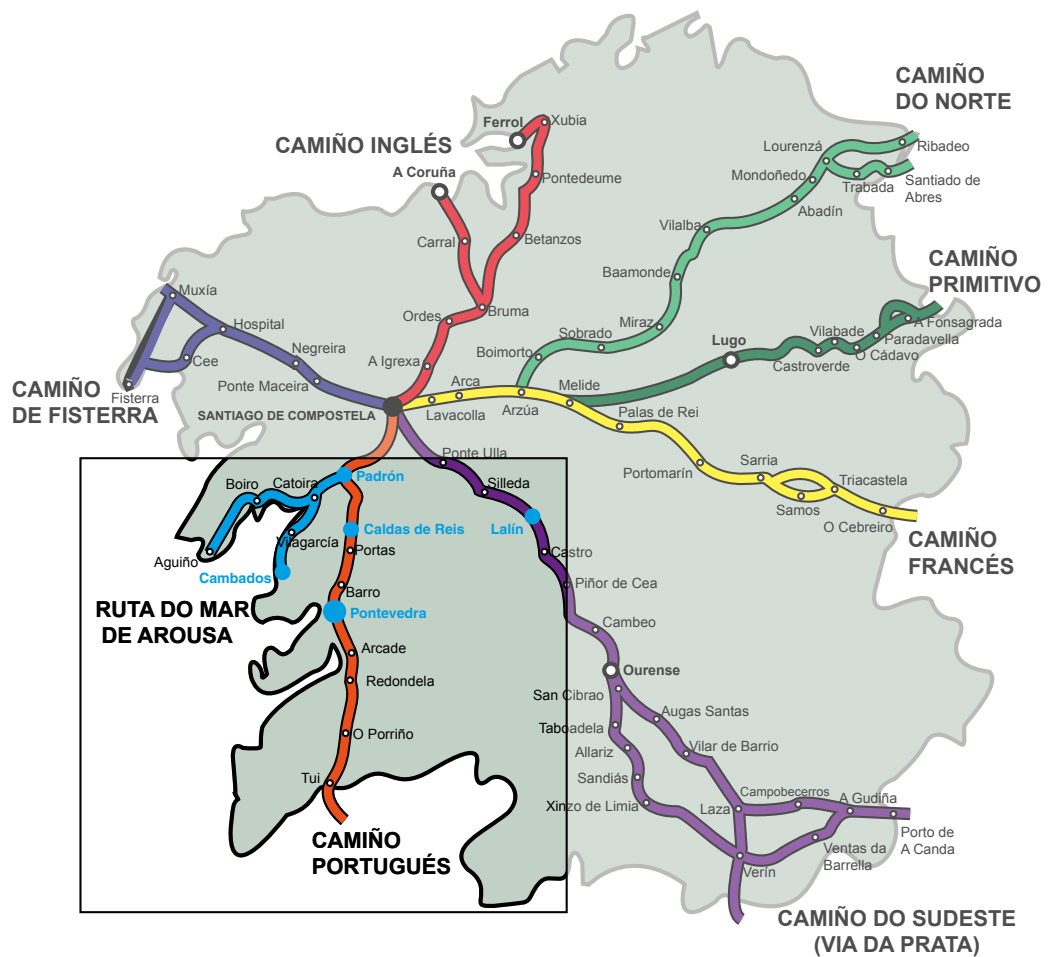 CAMIÑO
DO NORTE
Ferrol
Xubia
CAMIÑO INGLÉS
Lourenzá
Ribadeo
A Coruña
Pontedeume
Mondoñedo
Trabada
Santiado de
Abres
Abadín
Vilalba
Carral
Betanzos
CAMIÑO
PRIMITIVO
Baamonde
Muxía
Hospital
Ordes
Bruma
Miraz
Sobrado
Vilabade
A Fonsagrada
Paradavella
Lugo
O Cádavo
Castroverde
Negreira
Cee
A Igrexa
Boimorto
CAMIÑO
DE FISTERRA
Fisterra
Ponte Maceira
Arca
Melide
SANTIAGO DE COMPOSTELA
Lavacolla
Arzúa
Palas de Rei
Ponte Ulla
Portomarín
Sarria
Triacastela
Samos
O Cebreiro
CAMIÑO
FRANCÉS
Padrón
Boiro
Catoira
Silleda
Caldas de Reis
Lalín
Vilagarcía
Portas
Aguiño
Castro
Cambados
Piñor de Cea
Barro
RUTA DO MAR
DE AROUSA
Pontevedra
Cambeo
Arcade
Ourense
Redondela
San Cibrao
Augas Santas
Taboadela
O Porriño
Allariz
Vilar de Barrio
Tui
Sandiás
Xinzo de Limia
Laza
Campobecerros
A Gudiña
Porto de
A Canda
Ventas da
Barrella
Verín
CAMIÑO
PORTUGUÉS
CAMIÑO DO SUDESTE
(VIA DA PRATA)